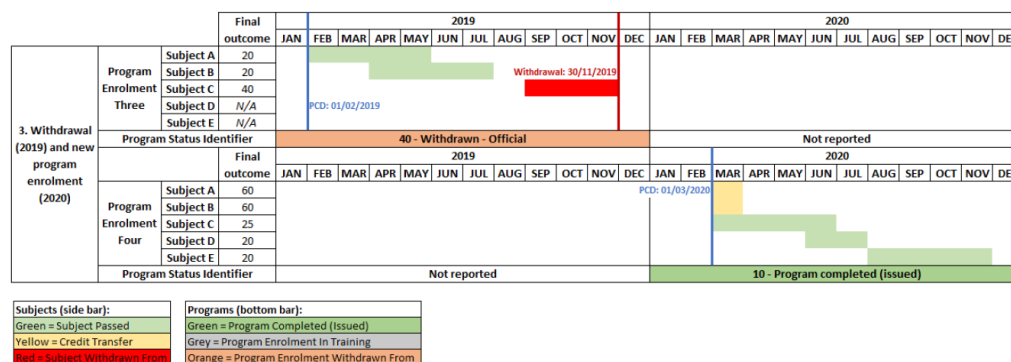 Final 2019 2020
outcome JAN FEB MAR APR MAY JUN JUL AUG SEP OCT NOV DEC JAN FEB MAR APR MAY JUN JUL AUG SEP OCT NOV DE
3. Withdrawal (2019) and new program enrolment (2020)
Program Enrolment Three
Subject A 20
Subject B 20 Withdrawal: 30/11/2019
Subject C 40
Subject D N/A PCD: 01/02/2019
Subject E N/A
Program Status Identifier 40 - Withdrawn - Official Not reported
Final 2019 2020
outcome JAN FEB MAR APR MAY JUN JUL AUG SEP OCT NOV DEC JAN FEB MAR APR MAY JUN JUL AUG SEP OCT NOV DE
Program Enrolment Four
Subject A 60 PCD: 01/03/2020
Subject B 60
Subject C 25
Subject D 20
Subject E 20
Program Status Identifier Not reported 10 - Program completed (issued)
Subjects (side bar): Programs (bottom bar):
Green = Subject Passed Green = Program Completed (Issued)
Yellow = Credit Transfer Grey = Program Enrolment In Training
Red = Subject Withdrawn From Orange = Program Enrolment Withdrawn From